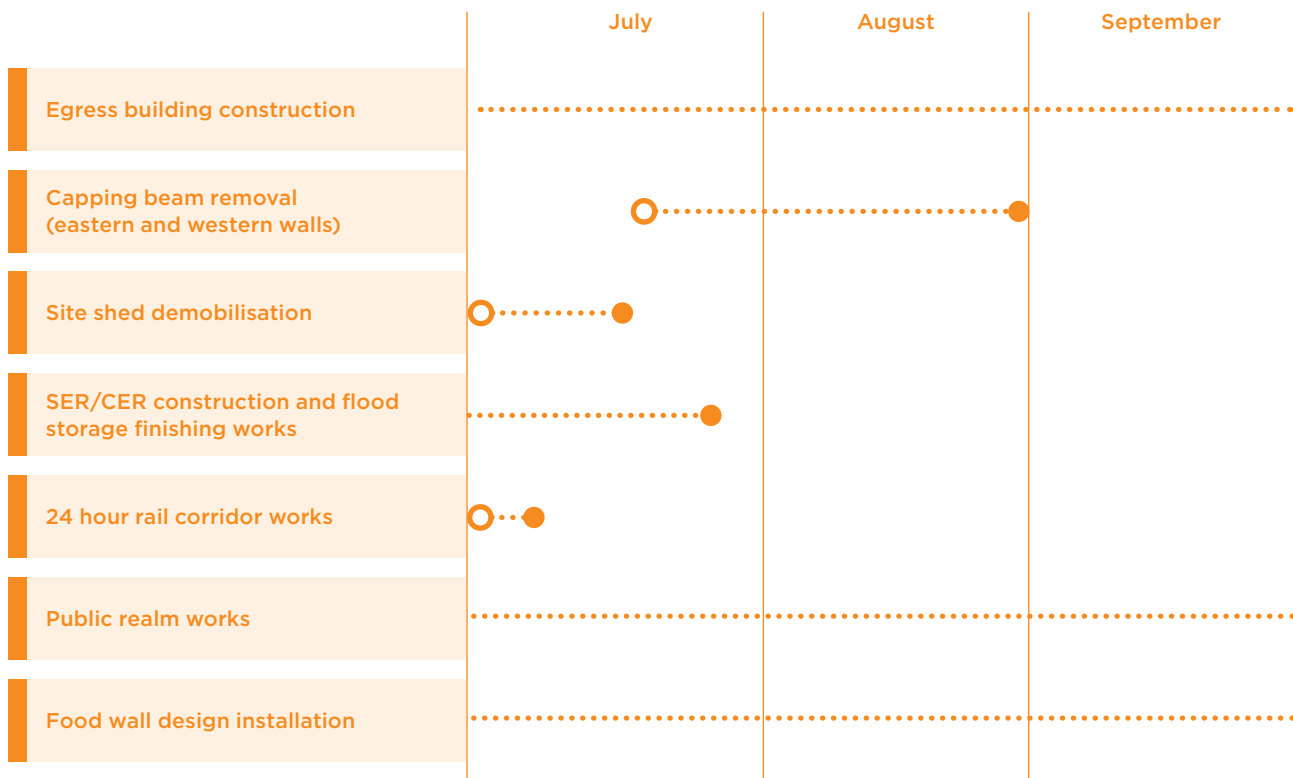 July
August
September
Egress building construction
Capping beam removal
(eastern and western walls)
Site shed demobilisation
SER/CER construction and flood
storage finishing works
24 hour rail corridor works
Public realm works
Food wall design installation